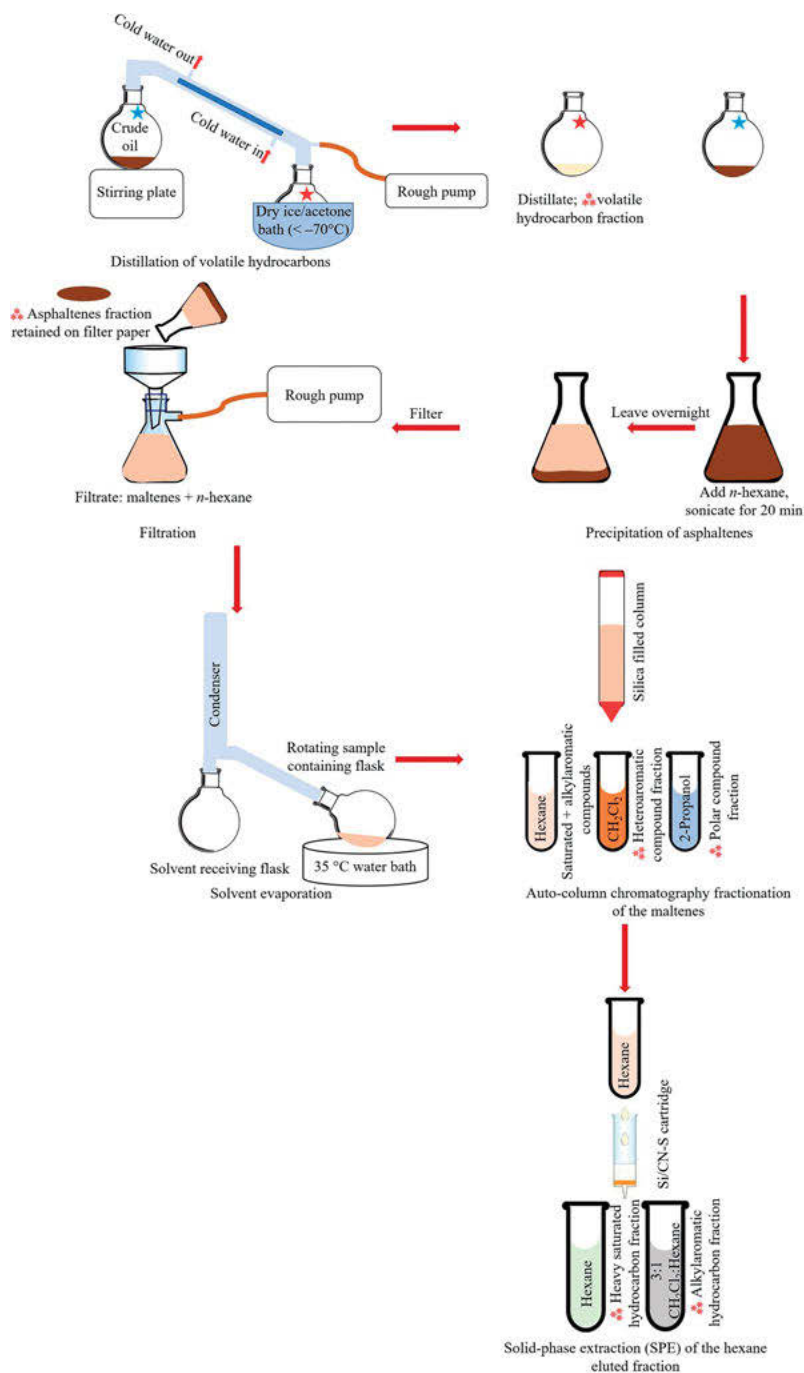 Cold water out
Crude
oil
Cold water in
Stirring plate
Rough pump
Dry ice/acetone
bath (< –70°C)
Distillation of volatile hydrocarbons
Distillate; volatile
hydrocarbon fraction
Asphaltenes fraction
retained on filter paper
Rough pump
Filter
Leave overnight
Filtrate: maltenes + n-hexane
Filtration
Add n-hexane,
sonicate for 20 min
Precipitation of asphaltenes
Condenser
Rotating sample
containing flask
Solvent receiving flask
35 °C water bath
Solvent evaporation
Silica filled column
Hexane
Saturated + alkylaromatic
compounds
CH₂Cl₂
Heteroaromatic
compound fraction
2-Propanol
Polar compound
fraction
Auto-column chromatography fractionation
of the maltenes
Hexane
Si/CN-S cartridge
Hexane
Heavy saturated
hydrocarbon fraction
3:1
CH₂Cl₂:Hexane
Alkylaromatic
hydrocarbon fraction
Solid-phase extraction (SPE) of the hexane
eluted fraction